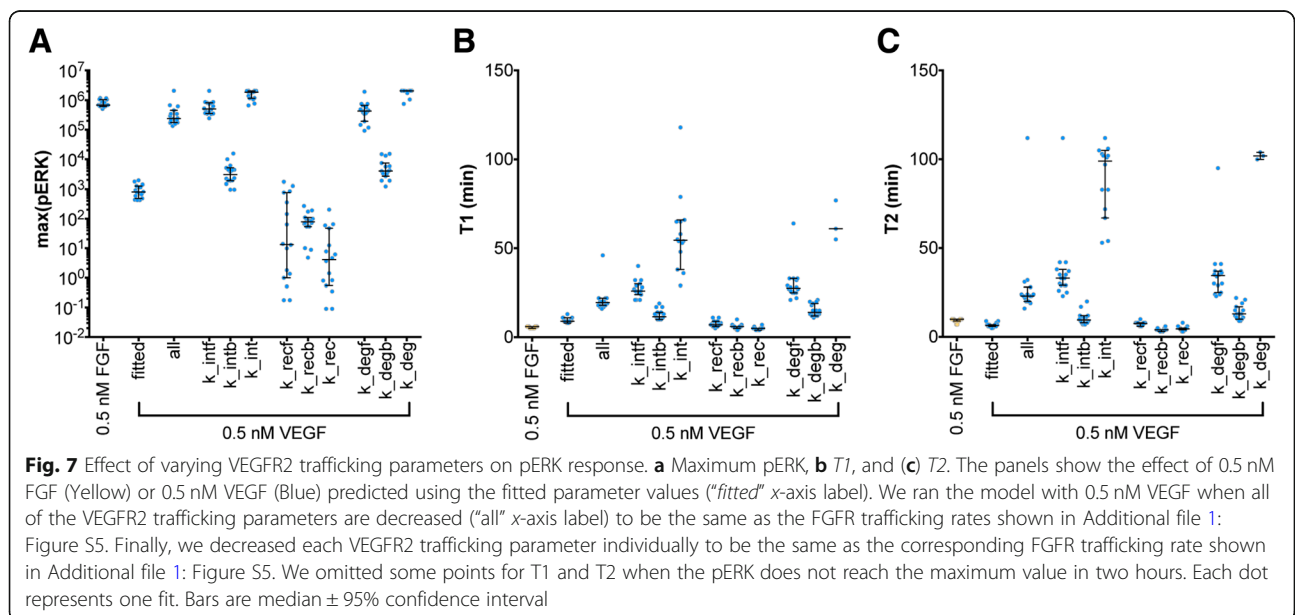 A
B
C
max(pERK)
10^7
10^6
10^5
10^4
10^3
10^2
10^1
10^0
10^-1
10^-2
0.5 nM FGF
fitted
all
k_intf
k_intb
k_int
k_recf
k_recb
k_rec
k_degf
k_degb
k_deg
0.5 nM VEGF
T1 (min)
150
100
50
0
0.5 nM FGF
fitted
all
k_intf
k_intb
k_int
k_recf
k_recb
k_rec
k_degf
k_degb
k_deg
0.5 nM VEGF
T2 (min)
150
100
50
0
0.5 nM FGF
fitted
all
k_intf
k_intb
k_int
k_recf
k_recb
k_rec
k_degf
k_degb
k_deg
0.5 nM VEGF
Fig. 7 Effect of varying VEGFR2 trafficking parameters on pERK response. a Maximum pERK, b T1, and (c) T2. The panels show the effect of 0.5 nM
FGF (Yellow) or 0.5 nM VEGF (Blue) predicted using the fitted parameter values (“fitted” x-axis label). We ran the model with 0.5 nM VEGF when all
of the VEGFR2 trafficking parameters are decreased (“all” x-axis label) to be the same as the FGFR trafficking rates shown in Additional file 1:
Figure S5. Finally, we decreased each VEGFR2 trafficking parameter individually to be the same as the corresponding FGFR trafficking rate shown
in Additional file 1: Figure S5. We omitted some points for T1 and T2 when the pERK does not reach the maximum value in two hours. Each dot
represents one fit. Bars are median ± 95% confidence interval